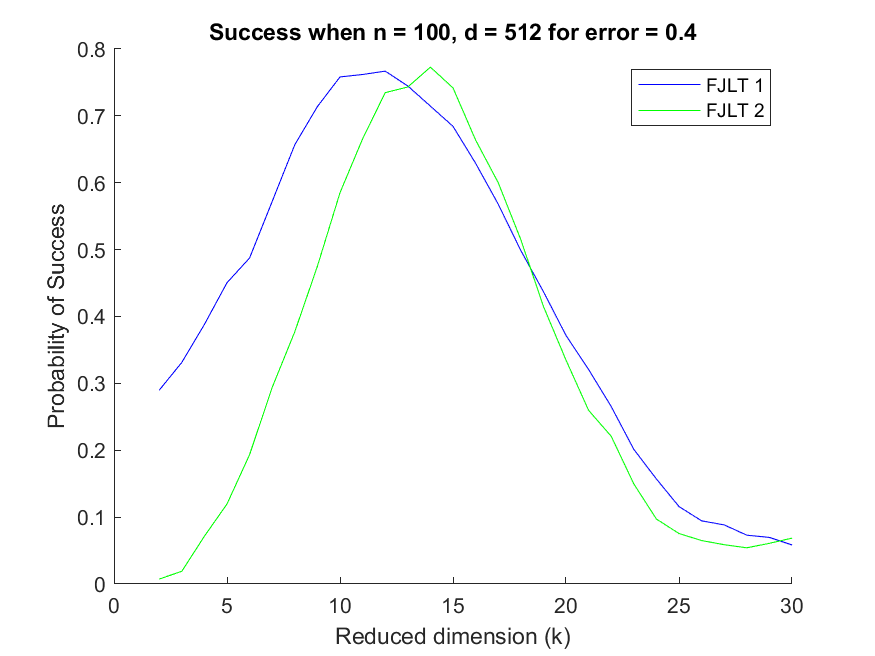 Success when n = 100, d = 512 for error = 0.4
FJLT 1
FJLT 2
Probability of Success
0.8
0.7
0.6
0.5
0.4
0.3
0.2
0.1
0
0 5 10 15 20 25 30
Reduced dimension (k)